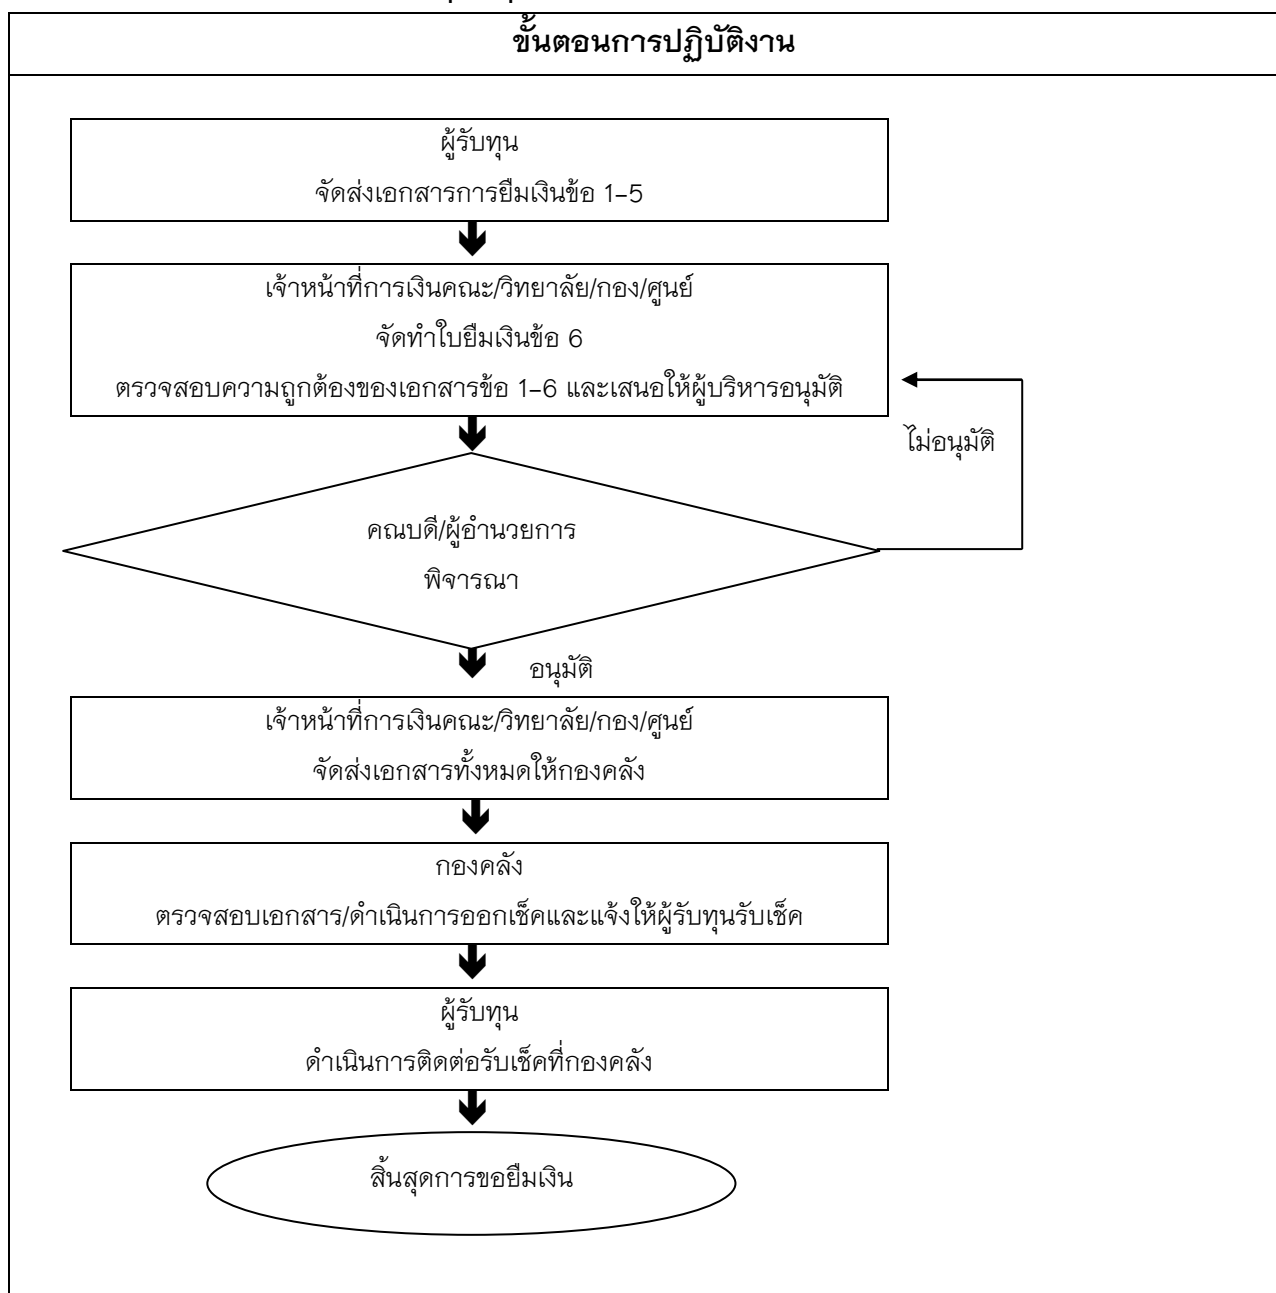 ขั้นตอนการปฏิบัติงาน
ผู้รับทุน
จัดส่งเอกสารการยืมเงินข้อ 1-5
เจ้าหน้าที่การเงินคณะ/วิทยาลัย/กอง/ศูนย์
จัดทำใบยืมเงินข้อ 6
ตรวจสอบความถูกต้องของเอกสารข้อ 1-6 และเสนอให้ผู้บริหารอนุมัติ
ไม่อนุมัติ
คณบดี/ผู้อำนวยการ
พิจารณา
อนุมัติ
เจ้าหน้าที่การเงินคณะ/วิทยาลัย/กอง/ศูนย์
จัดส่งเอกสารทั้งหมดให้กองคลัง
กองคลัง
ตรวจสอบเอกสาร/ดำเนินการออกเช็คและแจ้งให้ผู้รับทุนรับเช็ค
ผู้รับทุน
ดำเนินการติดต่อรับเช็คที่กองคลัง
สิ้นสุดการขอยืมเงิน